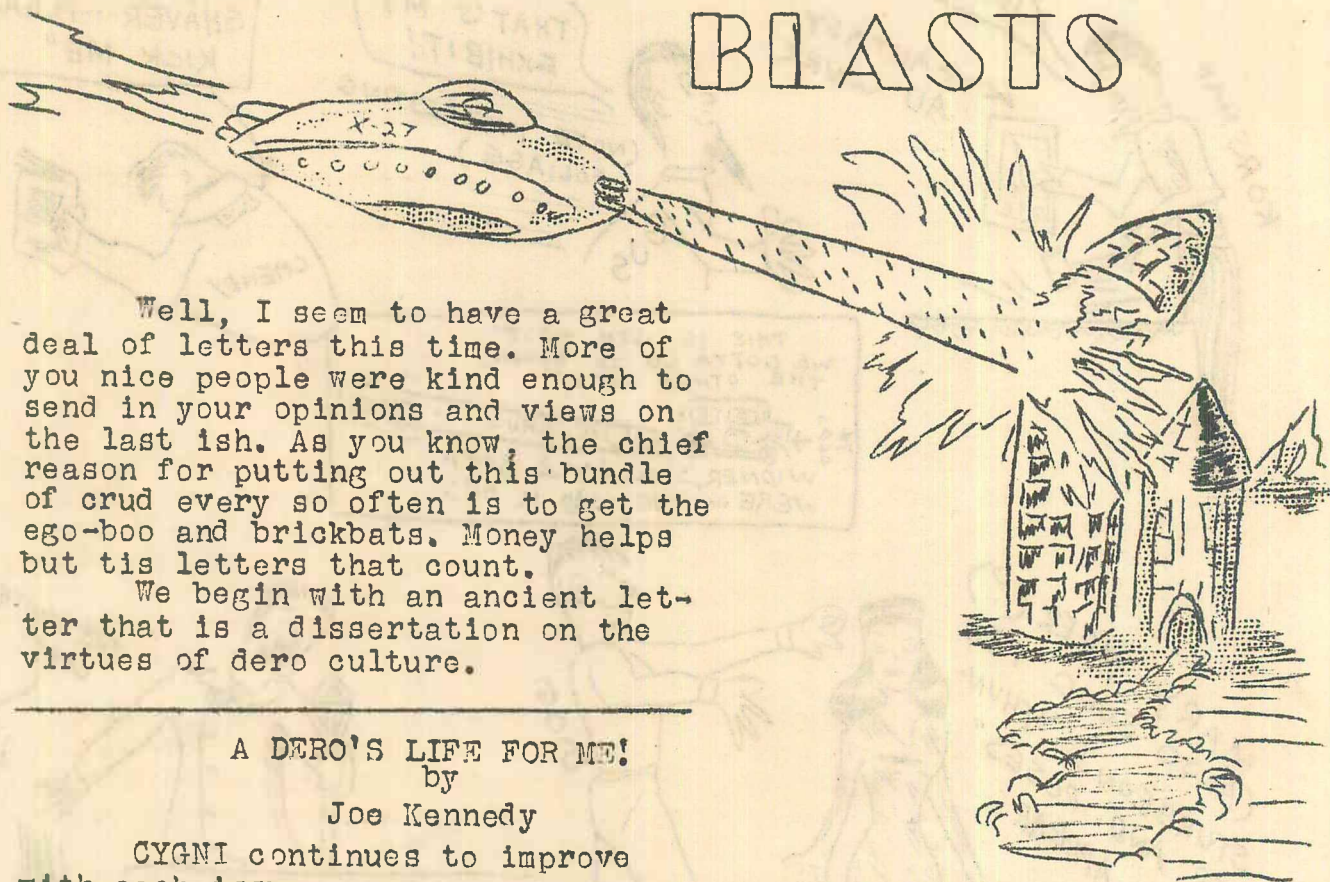 BLASTS
X-27
Well, I seem to have a great
deal of letters this time. More of
you nice people were kind enough to
send in your opinions and views on
the last ish. As you know, the chief
reason for putting out this bundle
of crud every so often is to get the
ego-boo and brickbats. Money helps
but tis letters that count.
We begin with an ancient let-
ter that is a dissertation on the
virtues of dero culture.
A DERO'S LIFE FOR ME!
by
Joe Kennedy
CYGNI continues to improve